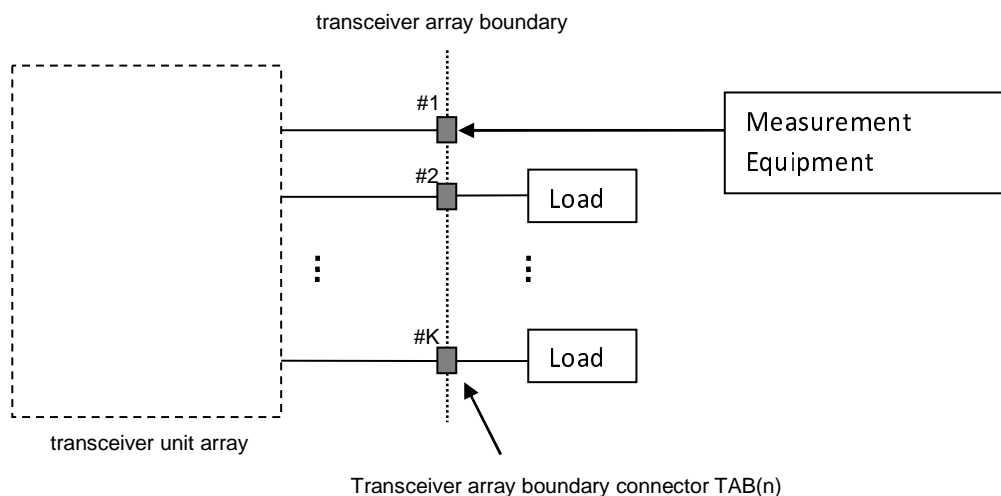 transceiver array boundary
#1
Measurement
Equipment
#2
Load
#K
Load
transceiver unit array
Transceiver array boundary connector TAB(n)